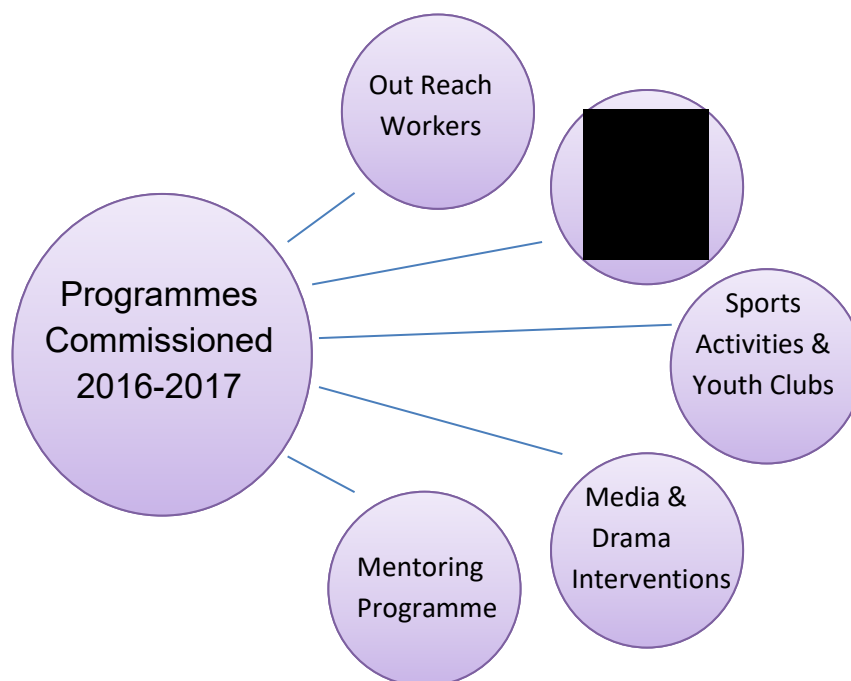 Out Reach
Workers
Programmes
Commissioned
2016-2017
Sports
Activities &
Youth Clubs
Media &
Drama
Interventions
Mentoring
Programme